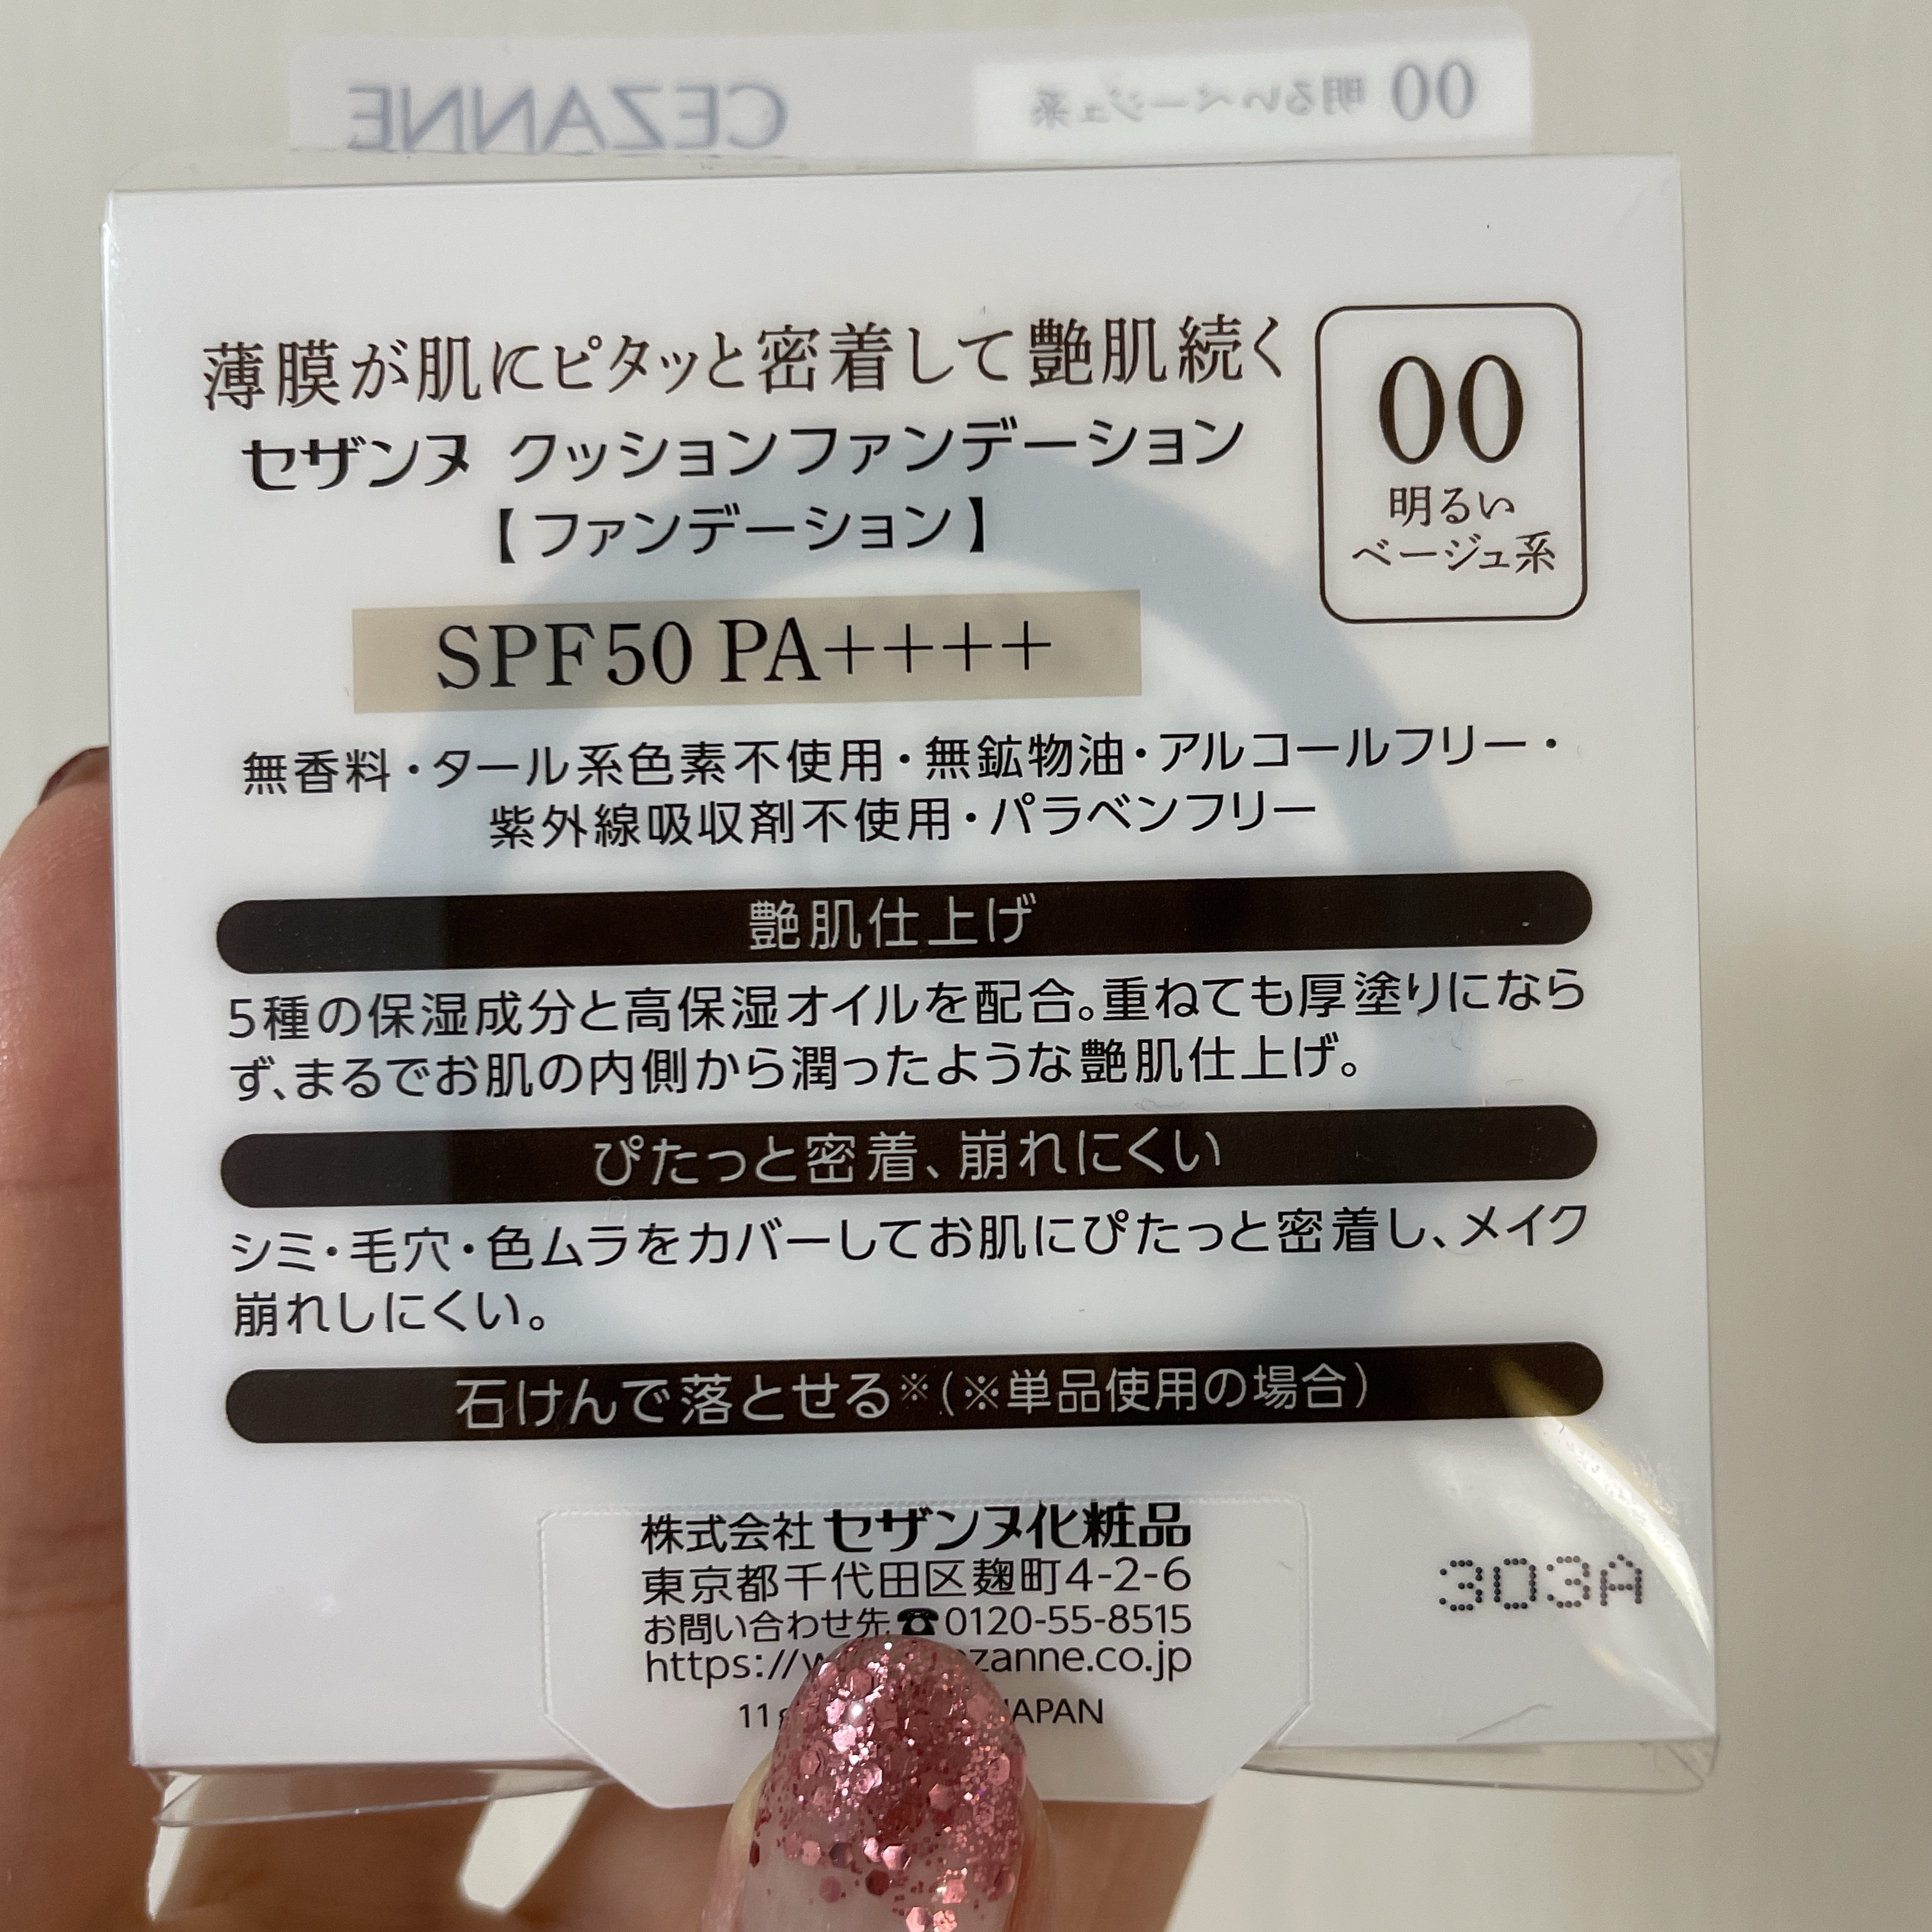 CEZANNE
00 明るいベージュ系
薄膜が肌にピタッと密着して艶肌続く
セザンヌ クッションファンデーション
【ファンデーション】
00
明るい
ベージュ系
SPF50 PA++++
無香料・タール系色素不使用・無鉱物油・アルコールフリー・
紫外線吸収剤不使用・パラベンフリー
艶肌仕上げ
5種の保湿成分と高保湿オイルを配合。重ねても厚塗りになら
ず、まるでお肌の内側から潤ったような艶肌仕上げ。
ぴたっと密着、崩れにくい
シミ・毛穴・色ムラをカバーしてお肌にぴたっと密着し、メイク
崩れしにくい。
石けんで落とせる※(※単品使用の場合)
株式会社 セザンヌ化粧品
東京都千代田区麹町4-2-6
お問い合わせ先☎0120-55-8515
https://w ezanne.co.jp
11g JAPAN
303A